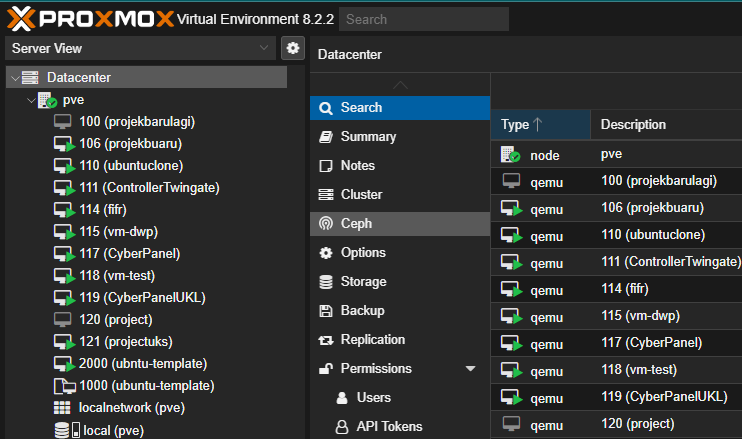 PROXMOX Virtual Environment 8.2.2 Search
Server View
Datacenter
pve
100 (projekbarulagi)
106 (projekbuaru)
110 (ubuntuclone)
111 (ControllerTwingate)
114 (fifr)
115 (vm-dwp)
117 (CyberPanel)
118 (vm-test)
119 (CyberPanelUKL)
120 (project)
121 (projectuks)
2000 (ubntu-template)
1000 (ubuntu-template)
localnetwork (pve)
local (pve)
Datacenter
Search
Summary
Notes
Cluster
Ceph
Options
Storage
Backup
Replication
Permissions
Users
API Tokens
Type Description
node pve
qemu 100 (projekbarulagi)
qemu 106 (projekbuaru)
qemu 110 (ubuntuclone)
qemu 111 (ControllerTwingate)
qemu 114 (fifr)
qemu 115 (vm-dwp)
qemu 117 (CyberPanel)
qemu 118 (vm-test)
qemu 119 (CyberPanelUKL)
qemu 120 (project)